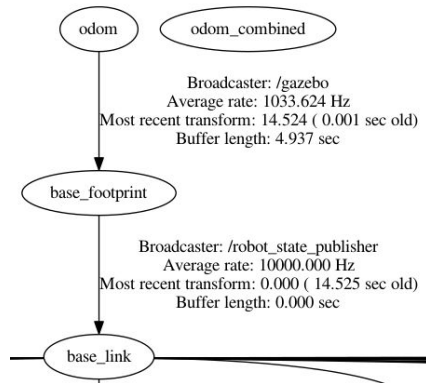 odom
odom_combined
Broadcaster: /gazebo
Average rate: 1033.624 Hz
Most recent transform: 14.524 ( 0.001 sec old)
Buffer length: 4.937 sec
base_footprint
Broadcaster: /robot_state_publisher
Average rate: 10000.000 Hz
Most recent transform: 0.000 ( 14.525 sec old)
Buffer length: 0.000 sec
base_link